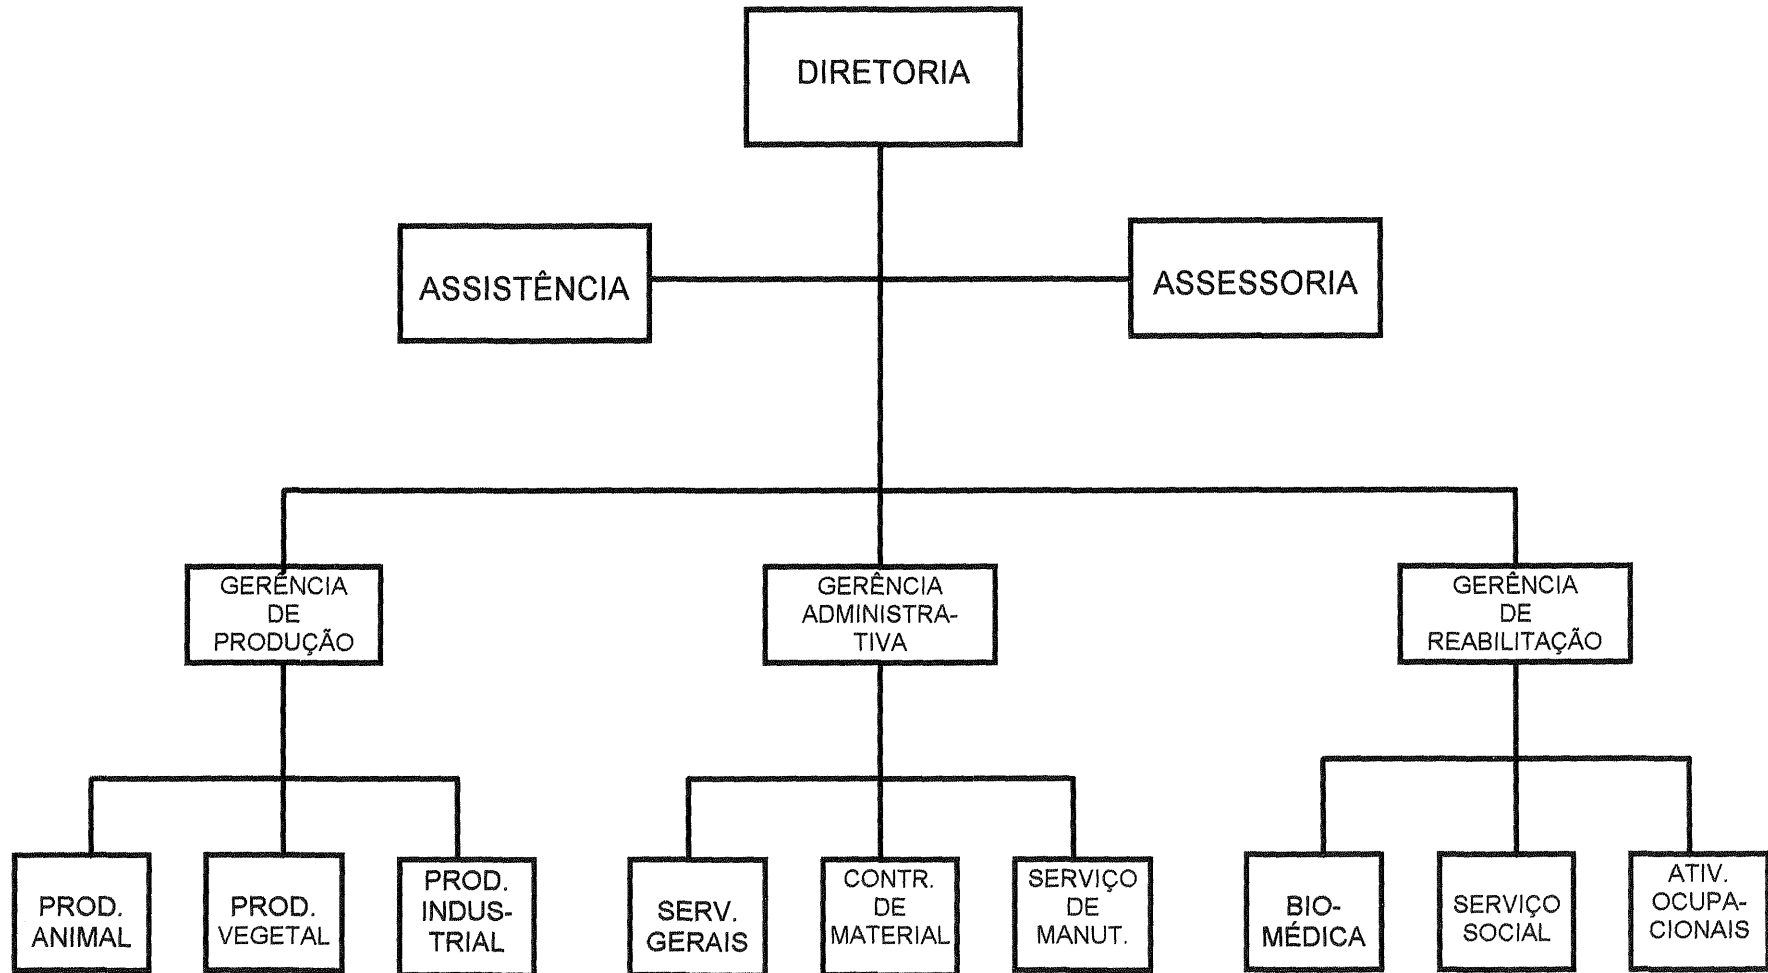 DIRETORIA
ASSISTÊNCIA
ASSESSORIA
GERÊNCIA
DE
PRODUÇÃO
GERÊNCIA
ADMINISTRA-
TIVA
GERÊNCIA
DE
REABILITAÇÃO
PROD.
ANIMAL
PROD.
VEGETAL
PROD.
INDUS-
TRIAL
SERV.
GERAIS
CONTR.
DE
MATERIAL
SERVIÇO
DE
MANUT.
BIO-
MÉDICA
SERVIÇO
SOCIAL
ATIV.
OCUPA-
CIONAIS